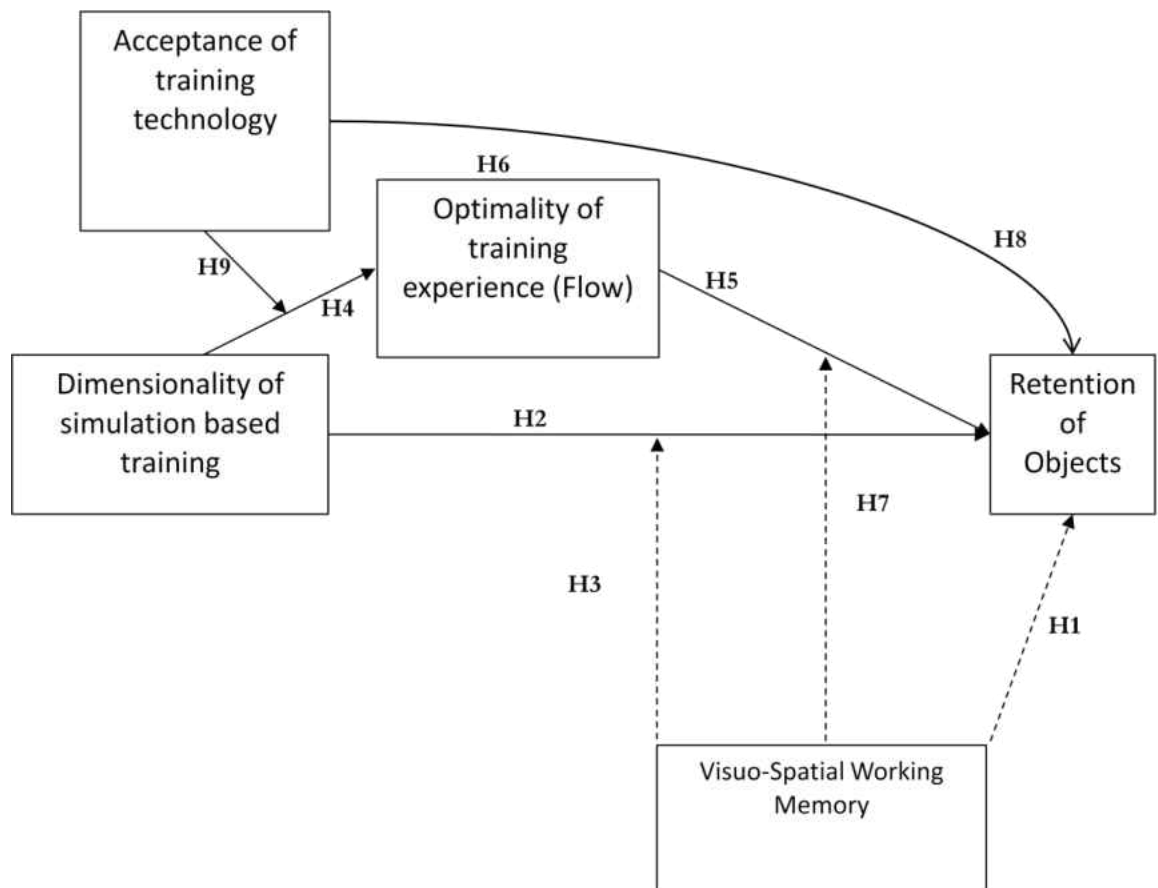 Acceptance of
training
technology
H6
Optimality of
training
experience (Flow)
H8
H9
H4
H5
Dimensionality of
simulation based
training
H2
Retention
of
Objects
H7
H3
H1
Visuo-Spatial Working
Memory